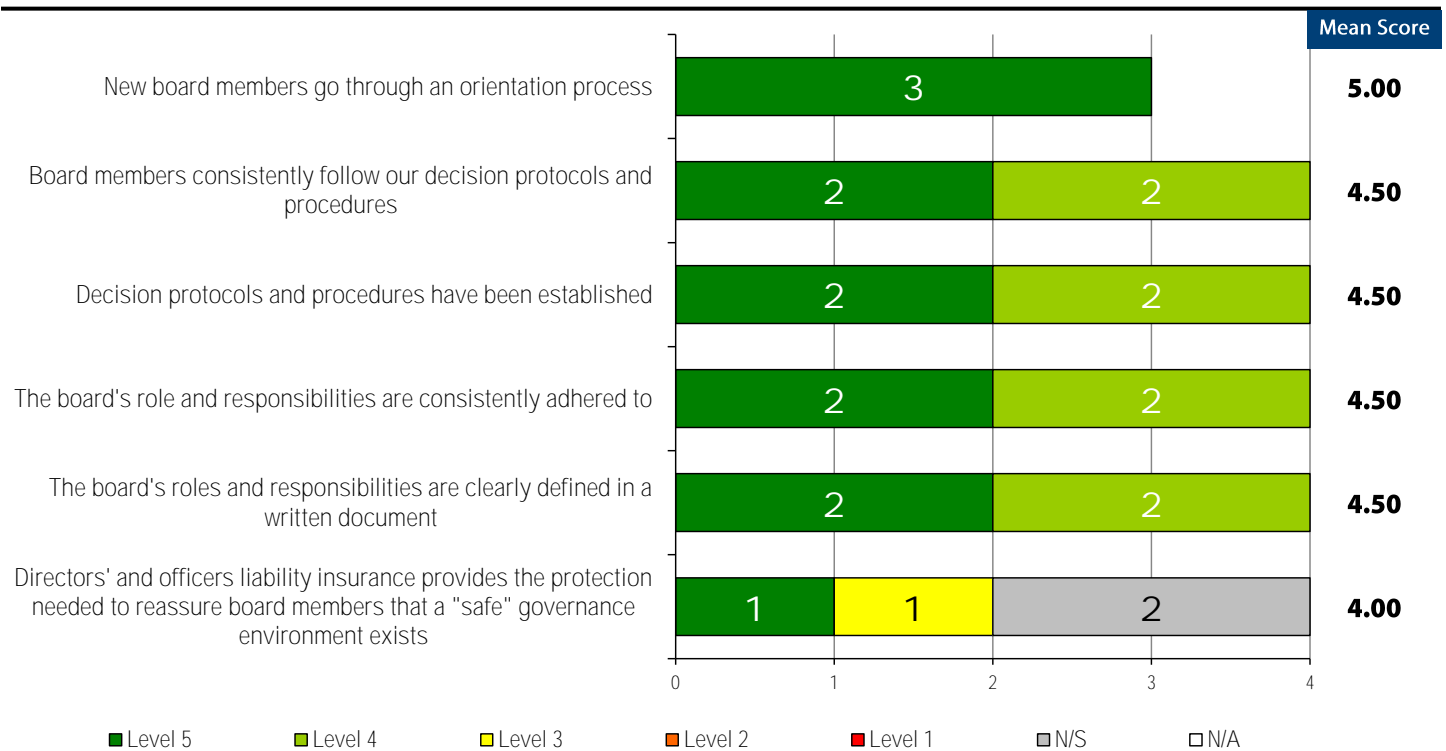 Mean Score
New board members go through an orientation process
3
5.00
Board members consistently follow our decision protocols and
procedures
2
2
4.50
Decision protocols and procedures have been established
2
2
4.50
The board's role and responsibilities are consistently adhered to
2
2
4.50
The board's roles and responsibilities are clearly defined in a
written document
2
2
4.50
Directors' and officers liability insurance provides the protection
needed to reassure board members that a "safe" governance
environment exists
1
1
2
4.00
0 1 2 3 4
Level 5 Level 4 Level 3 Level 2 Level 1 N/S N/A